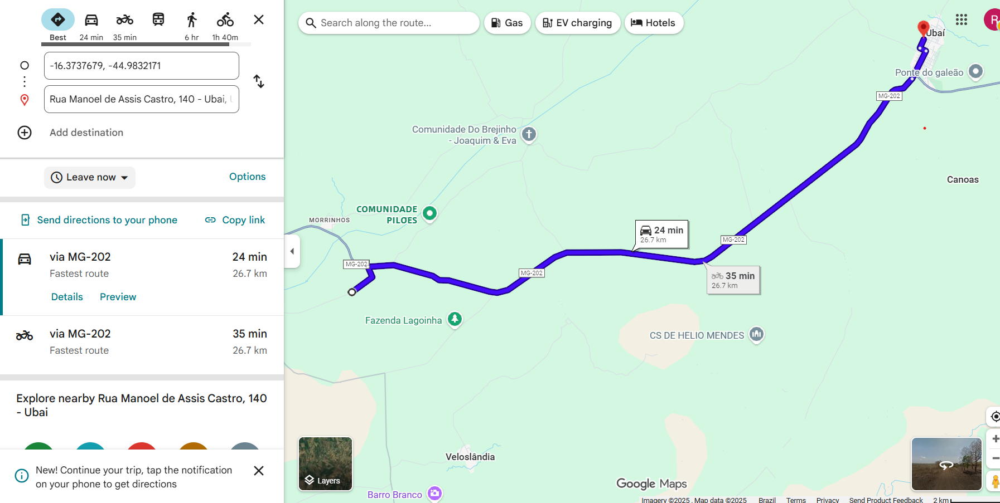 Best
24 min
35 min
6 hr
1h 40m
-16.3737679, -44.9832171
Rua Manoel de Assis Castro, 140 - Ubai,
Add destination
Leave now
Options
Send directions to your phone
Copy link
via MG-202
24 min
Fastest route
26.7 km
Details
Preview
via MG-202
35 min
Fastest route
26.7 km
Explore nearby Rua Manoel de Assis Castro, 140
- Ubai
New! Continue your trip, tap the notification
on your phone to get directions
Search along the route...
Gas
EV charging
Hotels
R
Ubaí
Ponte do galeão
MG-202
Comunidade Do Brejinho
- Joaquim & Eva
Canoas
COMUNIDADE
PILOES
MORRINHOS
24 min
26.7 km
MG-202
MG-202
MG-202
35 min
26.7 km
Fazenda Lagoinha
CS DE HELIO MENDES
Veloslândia
Layers
Barro Branco
Google Maps
Imagery ©2025 , Map data ©2025
Brazil
Terms
Privacy
Send Product Feedback
2 km